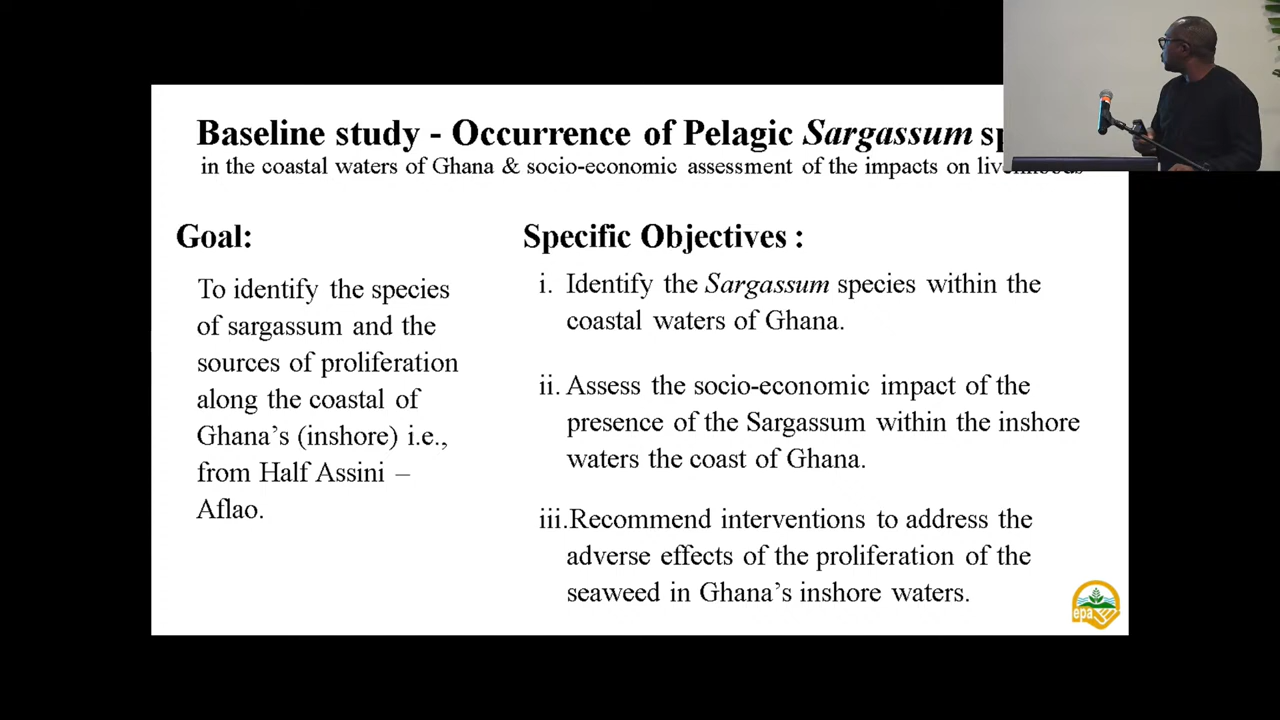 Baseline study - Occurrence of Pelagic Sargassum
in the coastal waters of Ghana & socio-economic assessment of the impacts on livelihoods
Goal:
To identify the species
of sargassum and the
sources of proliferation
along the coastal of
Ghana’s (inshore) i.e.,
from Half Assini –
Aflao.
Specific Objectives :
i. Identify the Sargassum species within the
coastal waters of Ghana.
ii. Assess the socio-economic impact of the
presence of the Sargassum within the inshore
waters the coast of Ghana.
iii.Recommend interventions to address the
adverse effects of the proliferation of the
seaweed in Ghana’s inshore waters.
epa